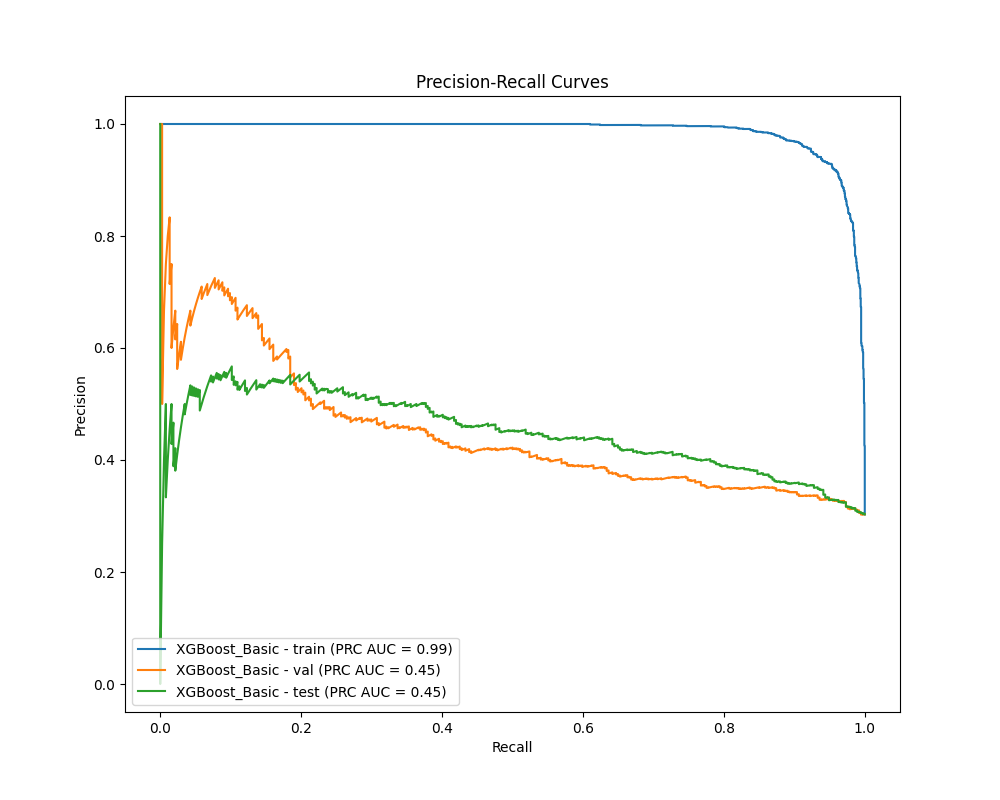 Precision-Recall Curves
1.0
0.8
0.6
0.4
0.2
0.0
Precision
XGBoost_Basic - train (PRC AUC = 0.99)
XGBoost_Basic - val (PRC AUC = 0.45)
XGBoost_Basic - test (PRC AUC = 0.45)
0.0 0.2 0.4 0.6 0.8 1.0
Recall